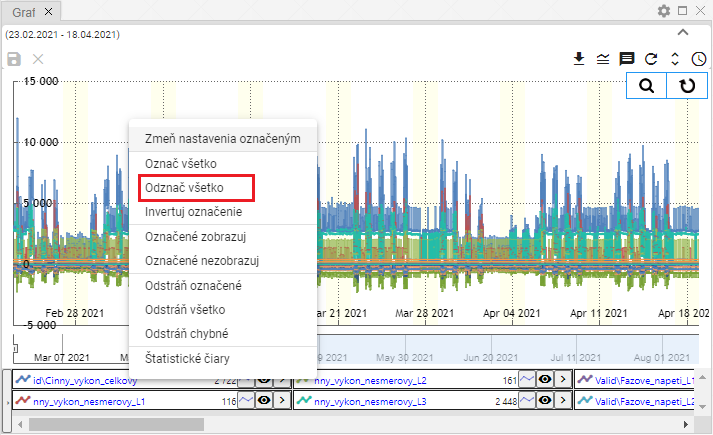 Graf
(23.02.2021 - 18.04.2021)
15 000
10 000
5 000
0
-5 000
Feb 28 2021
ar 21 2021
Mar 28 2021
Apr 04 2021
Apr 11 2021
Apr 18 202
Zmeň nastavenia označeným
Označ všetko
Odznač všetko
Invertuj označenie
Označené zobrazuj
Označené nezobrazuj
Odstráň označené
Odstráň všetko
Odstráň chybné
Štatistické čiary
Mar 07 2021
9 2021
May 30 2021
Jun 20 2021
Jul 11 2021
Aug 01 2021
id\Cinny_vykon_celkovy 2 722
nny_vykon_nesmerovy_L2 161
Valid\Fazove_napeti_L1
nny_vykon_nesmerovy_L1 116
nny_vykon_nesmerovy_L3 2 448
Valid\Fazove_napeti_L2